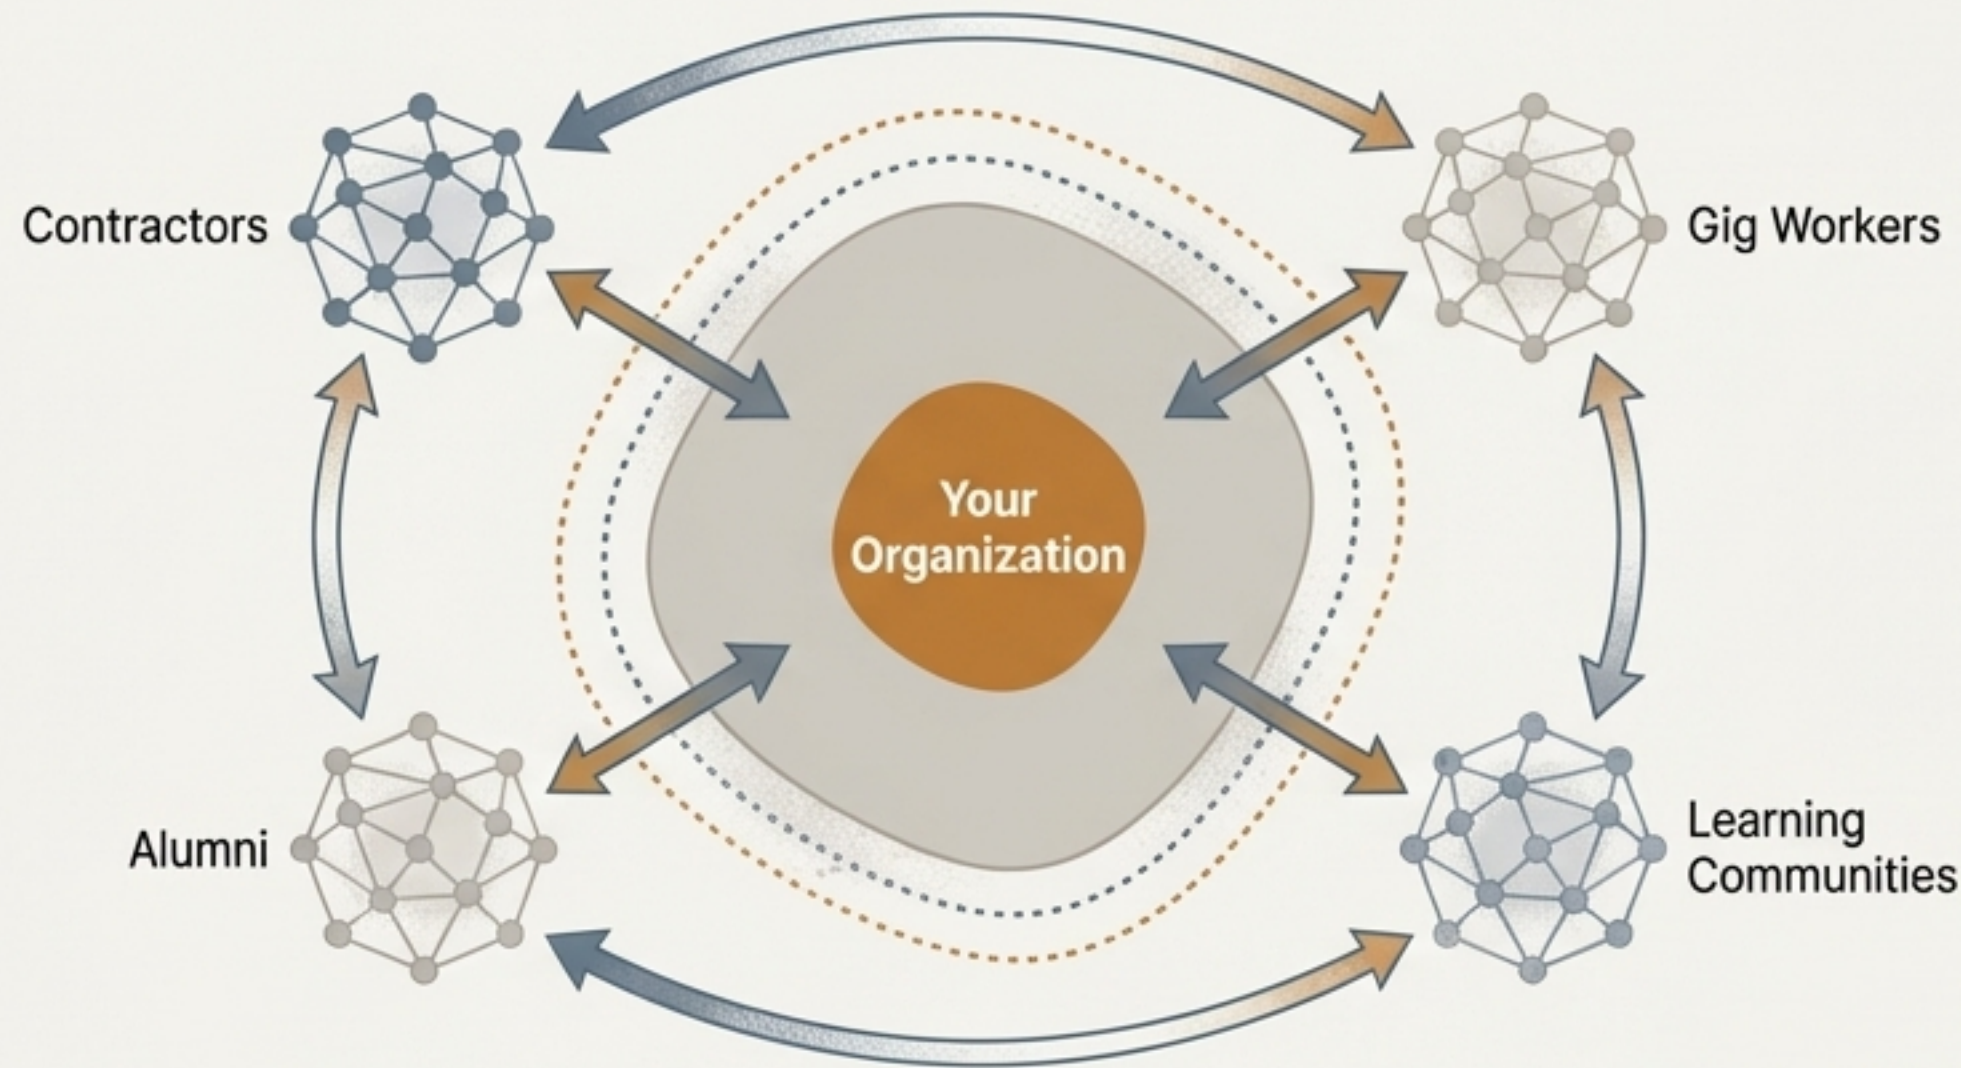 Contractors
Gig Workers
Your
Organization
Alumni
Learning
Communities